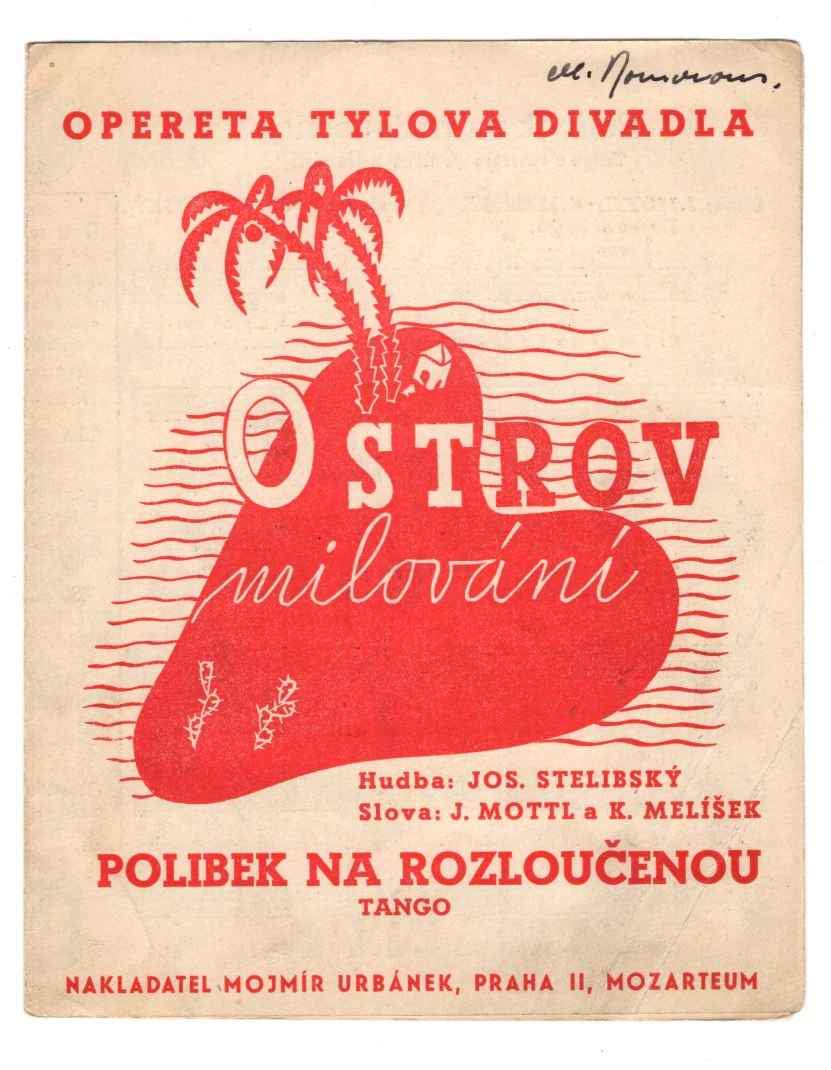 OPERETA TYLOVA DIVADLA
OSTROV
milování
Hudba: JOS. STELIBSKÝ
Slova: J. MOTTL a K. MELÍŠEK
POLIBEK NA ROZLOUČENOU
TANGO
NAKLADATEL MOJMÍR URBÁNEK, PRAHA II, MOZARTEUM